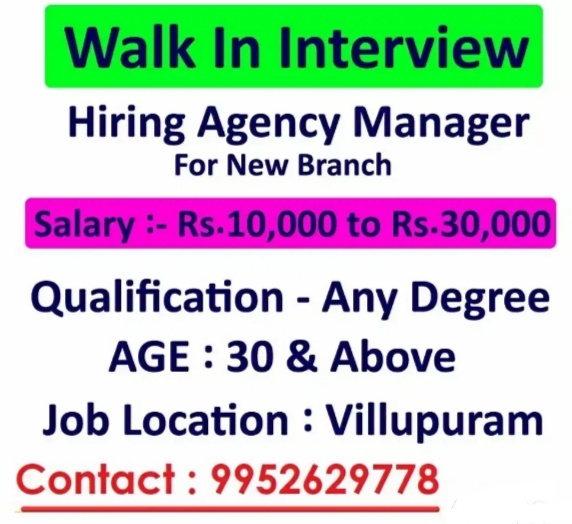 Walk In Interview
Hiring Agency Manager
For New Branch
Salary :- Rs.10,000 to Rs.30,000
Qualification - Any Degree
AGE : 30 & Above
Job Location : Villupuram
Contact : 9952629778